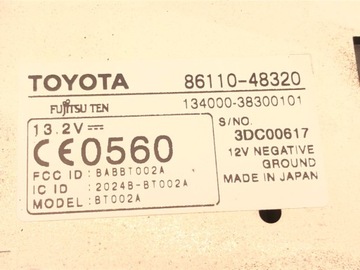 TOYOTA 86110-48320
FUJITSU TEN 134000-38300101
13.2V S/NO.
3DC00617
CE0560 12V NEGATIVE
GROUND
FCC ID : BABBT002A
IC ID : 2024B-BT002A MADE IN JAPAN
MODEL : BT002A